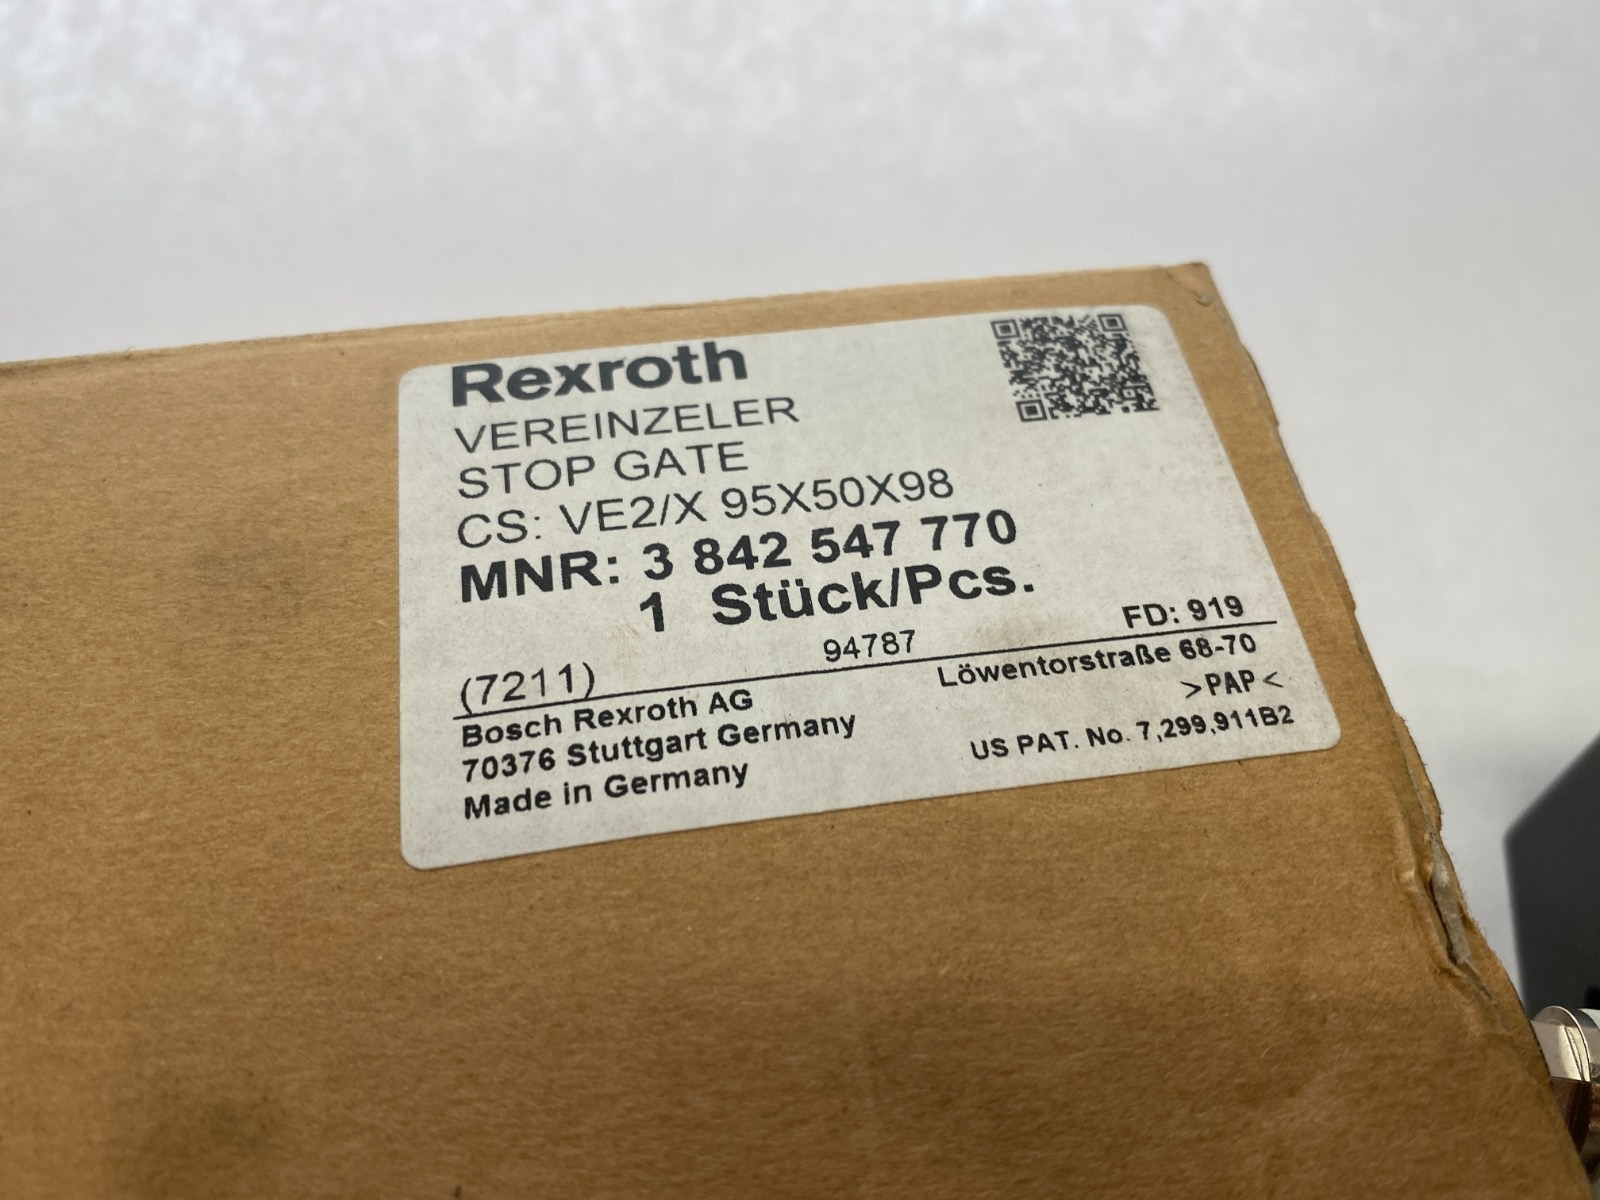 Rexroth
VEREINZELER
STOP GATE
CS: VE2/X 95X50X98
MNR: 3 842 547 770
1 Stück/Pcs.
FD: 919
(7211) 94787
Bosch Rexroth AG Löwentorstraße 68-70
70376 Stuttgart Germany >PAP<
Made in Germany US PAT. No. 7,299,911B2